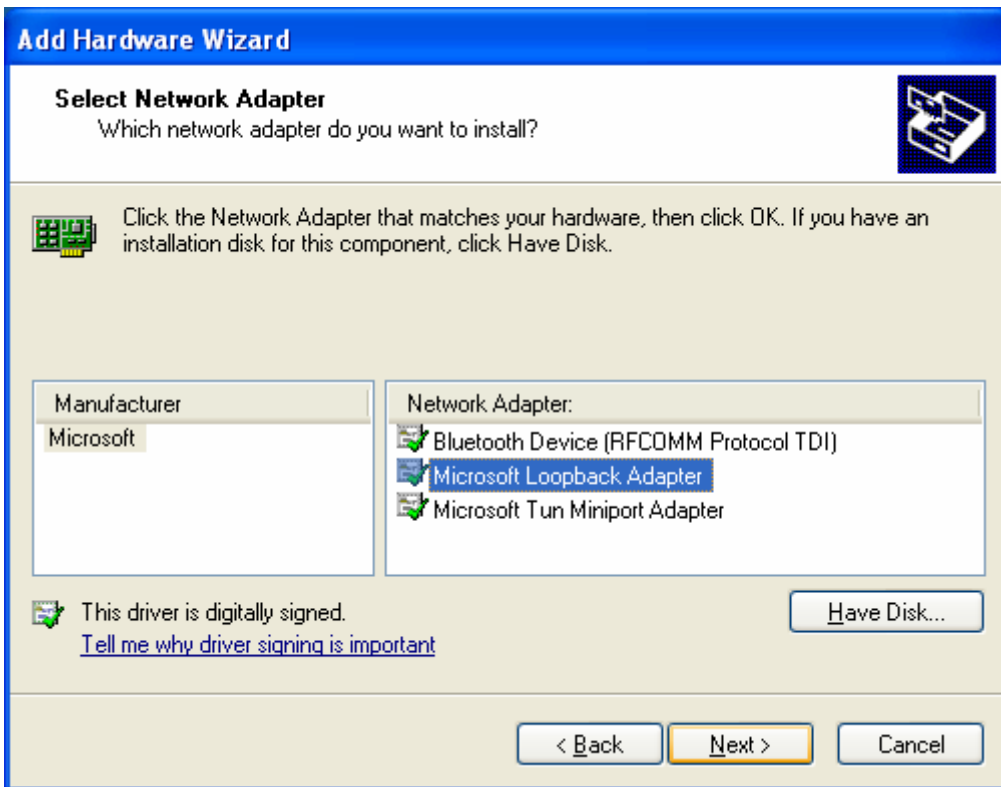 Add Hardware Wizard
Select Network Adapter
Which network adapter do you want to install?
Click the Network Adapter that matches your hardware, then click OK. If you have an
installation disk for this component, click Have Disk.
Manufacturer
Microsoft
Network Adapter:
Bluetooth Device (RFCOMM Protocol TDI)
Microsoft Loopback Adapter
Microsoft Tun Miniport Adapter
This driver is digitally signed.
Tell me why driver signing is important
Have Disk...
< Back
Next >
Cancel